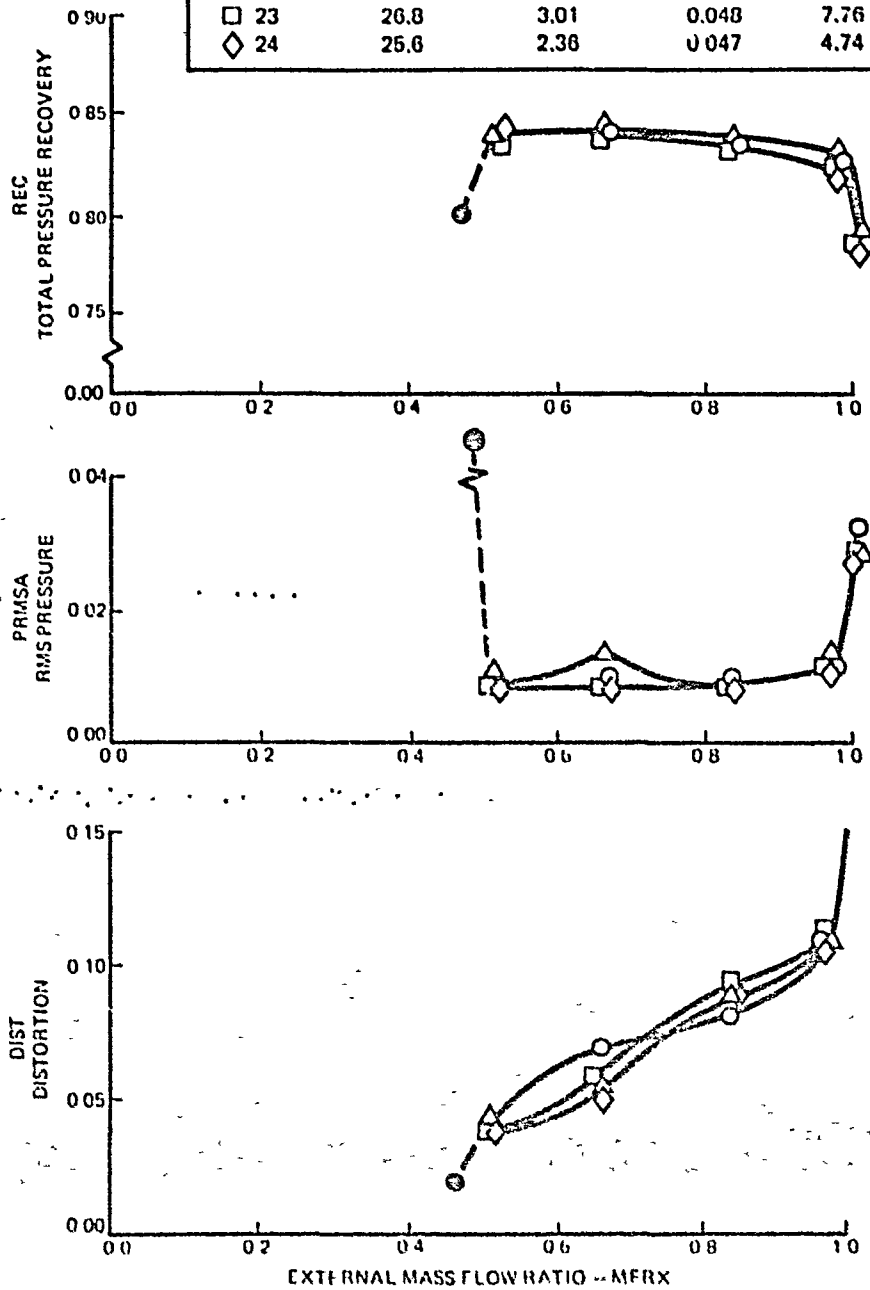 23 26.8 3.01 0.048 7.76
24 25.6 2.36 0 047 4.74
0 90
0 85
0 80
0 75
0.00
REC
TOTAL PRESSURE RECOVERY
0 0 0 2 0 4 0 6 0 8 1 0
0 04
0 02
0 00
PRMSA
RMS PRESSURE
0 0 0 2 0 4 0 6 0 8 1 0
0 15
0 10
0 05
0 00
DIST
DISTORTION
0 0 0 2 0 4 0 6 0 8 1 0
EXTERNAL MASS FLOW RATIO -- MFRX